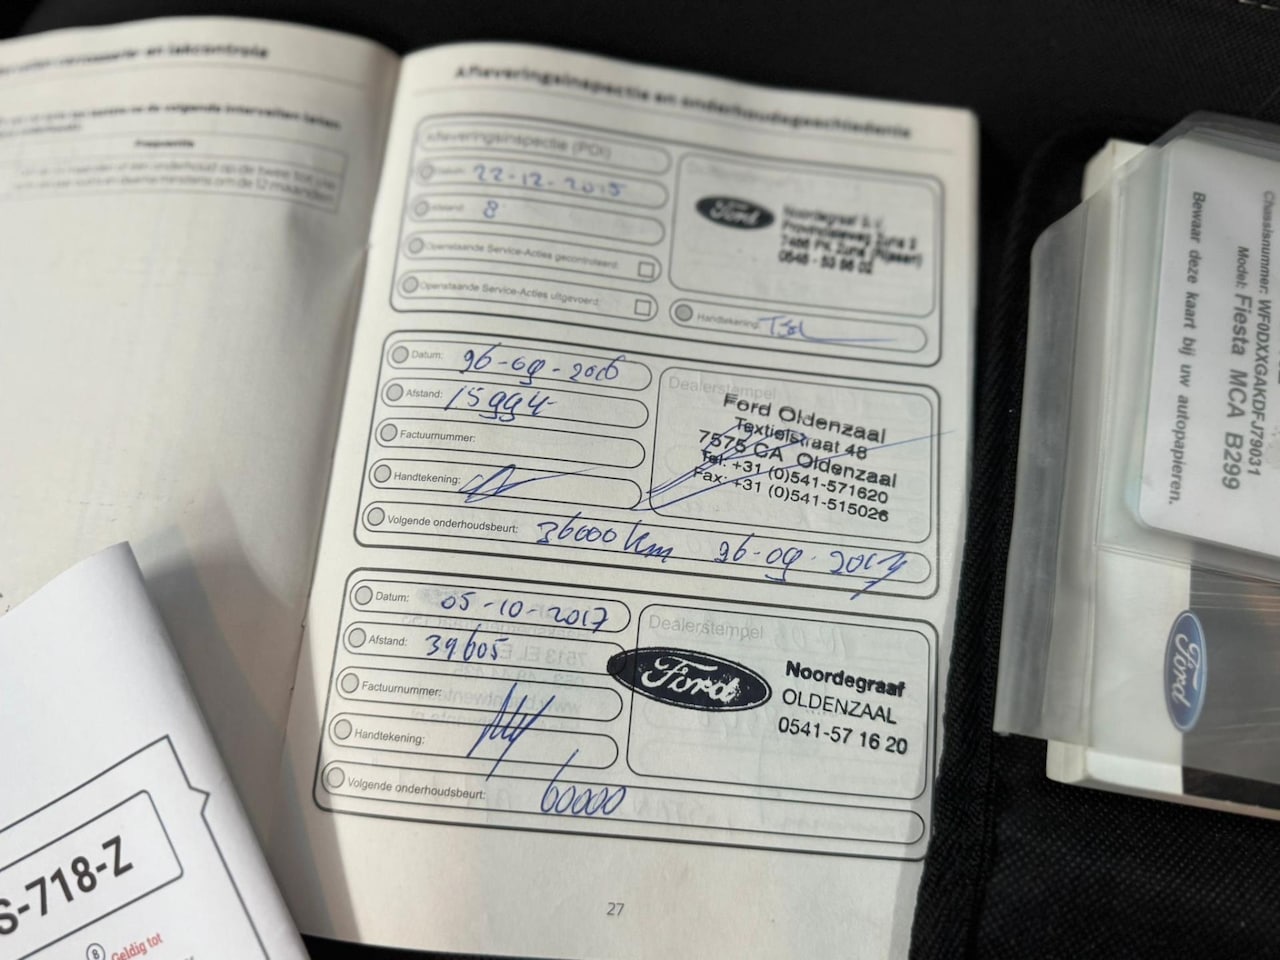 Afleveringsinspectie en onderhoudsgeschiedenis
Afleveringsinspectie (PDI)
Datum: 22-12-2015
Afstand: 8
Openstaande Service-Acties gecontroleerd:
Openstaande Service-Acties uitgevoerd:
Ford
Noordegraaf b.v.
Handtekening:
Datum: 26-09-2016
Afstand: 15994
Factuurnummer:
Handtekening:
Volgende onderhoudsbeurt: 36000 km 26-09-2017
Dealerstempel
Ford Oldenzaal
Textielstraat 48
7575 CA Oldenzaal
Tel: +31 (0)541-571620
Fax: +31 (0)541-515026
Datum: 05-10-2017
Afstand: 39605
Factuurnummer:
Handtekening:
Volgende onderhoudsbeurt: 60000
Dealerstempel
Ford
Noordegraaf
OLDENZAAL
0541-57 16 20
27
Frequentie
S-718-Z
8 Geldig tot
Chassisnummer: WF0DXXGAKDFJ79031
Model: Fiesta MCA B299
Bewaar deze kaart bij uw autopapieren.
Ford